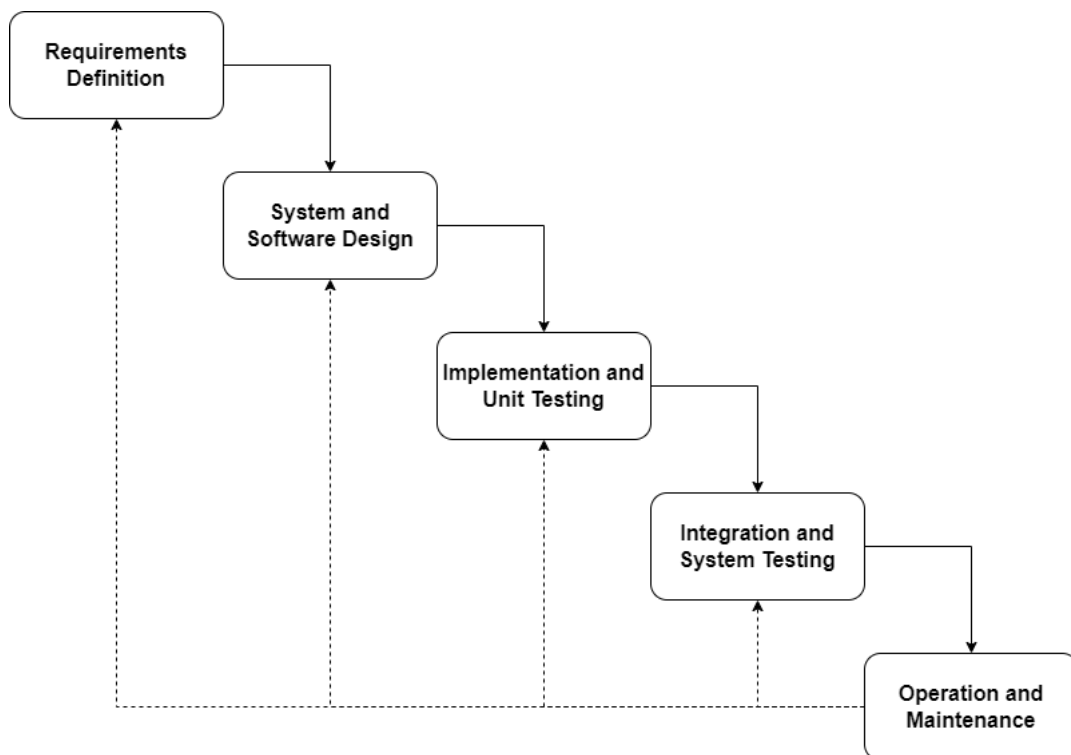 Requirements
Definition
System and
Software Design
Implementation and
Unit Testing
Integration and
System Testing
Operation and
Maintenance